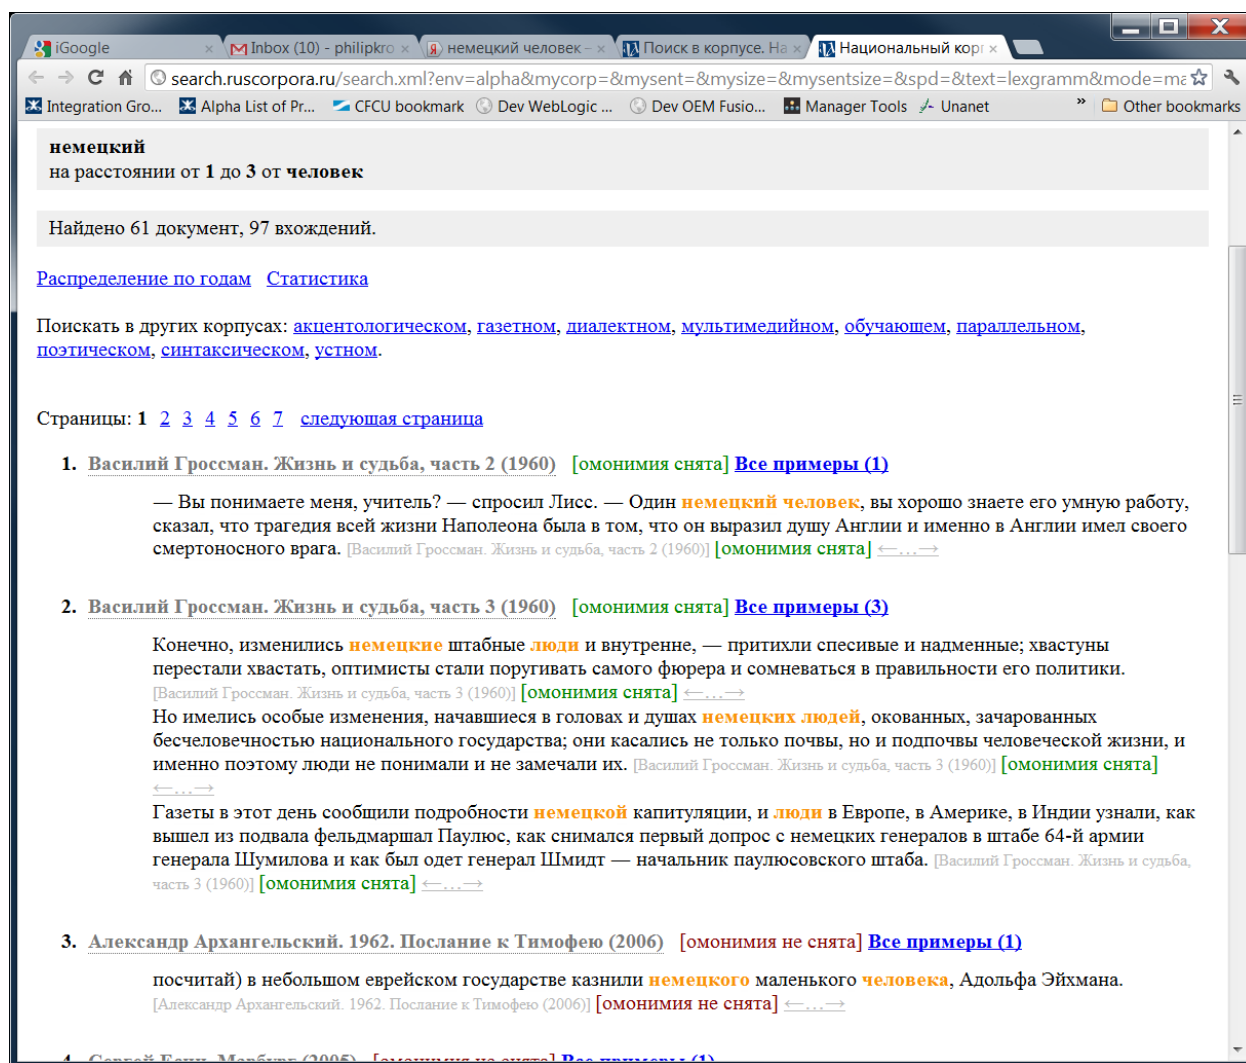 iGoogle
Inbox (10) - philipkro
немецкий человек –
Поиск в корпусе. На
Национальный корп
search.ruscorpora.ru/search.xml?env=alpha&mycorp=&mysent=&mysize=&mysentsize=&spd=&text=lexgramm&mode=ma
Integration Gro... Alpha List of Pr... CFCU bookmark Dev WebLogic ... Dev OEM Fusio... Manager Tools Unanet » Other bookmarks
немецкий
на расстоянии от 1 до 3 от человек
Найдено 61 документ, 97 вхождений.
Распределение по годам Статистика
Поискать в других корпусах: акцентологическом, газетном, диалектном, мультимедийном, обучающем, параллельном,
поэтическом, синтаксическом, устном.
Страницы: 1 2 3 4 5 6 7 следующая страница
1. Василий Гроссман. Жизнь и судьба, часть 2 (1960) [омонимия снята] Все примеры (1)
— Вы понимаете меня, учитель? — спросил Лисс. — Один немецкий человек, вы хорошо знаете его умную работу,
сказал, что трагедия всей жизни Наполеона была в том, что он выразил душу Англии и именно в Англии имел своего
смертоносного врага. [Василий Гроссман. Жизнь и судьба, часть 2 (1960)] [омонимия снята] ←…→
2. Василий Гроссман. Жизнь и судьба, часть 3 (1960) [омонимия снята] Все примеры (3)
Конечно, изменились немецкие штабные люди и внутренне, — притихли спесивые и надменные; хвастуны
перестали хвастать, оптимисты стали поругивать самого фюрера и сомневаться в правильности его политики.
[Василий Гроссман. Жизнь и судьба, часть 3 (1960)] [омонимия снята] ←…→
Но имелись особые изменения, начавшиеся в головах и душах немецких людей, окованных, зачарованных
бесчеловечностью национального государства; они касались не только почвы, но и подпочвы человеческой жизни, и
именно поэтому люди не понимали и не замечали их. [Василий Гроссман. Жизнь и судьба, часть 3 (1960)] [омонимия снята]
←…→
Газеты в этот день сообщили подробности немецкой капитуляции, и люди в Европе, в Америке, в Индии узнали, как
вышел из подвала фельдмаршал Паулюс, как снимался первый допрос с немецких генералов в штабе 64-й армии
генерала Шумилова и как был одет генерал Шмидт — начальник паулюсовского штаба. [Василий Гроссман. Жизнь и судьба,
часть 3 (1960)] [омонимия снята] ←…→
3. Александр Архангельский. 1962. Послание к Тимофею (2006) [омонимия не снята] Все примеры (1)
посчитай) в небольшом еврейском государстве казнили немецкого маленького человека, Адольфа Эйхмана.
[Александр Архангельский. 1962. Послание к Тимофею (2006)] [омонимия не снята] ←…→
4. Сергей Есин. Марбург (2005) [омонимия не снята] Все примеры (1)